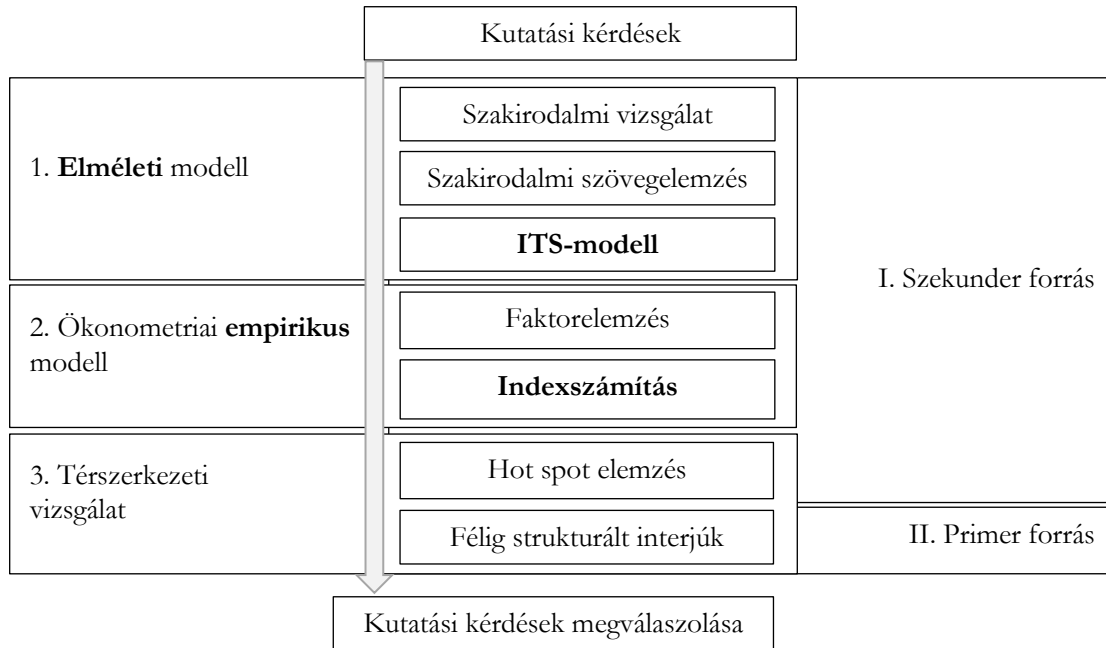 Kutatási kérdések
1. Elméleti modell
Szakirodalmi vizsgálat
Szakirodalmi szövegelemzés
ITS-modell
I. Szekunder forrás
2. Ökonometriai empirikus
modell
Faktorelemzés
Indexszámítás
3. Térszerkezeti
vizsgálat
Hot spot elemzés
Félig strukturált interjúk
II. Primer forrás
Kutatási kérdések megválaszolása